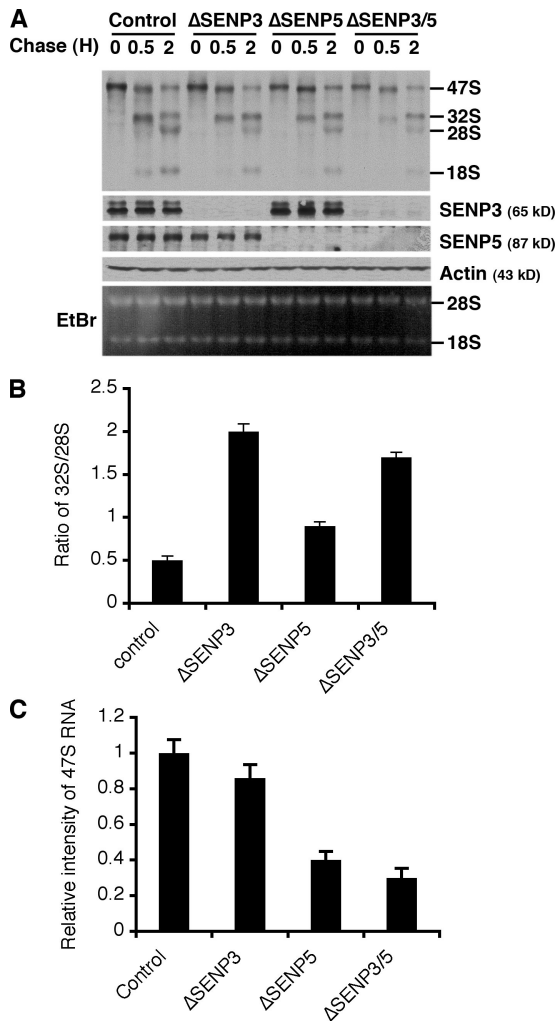 A
Control ΔSENP3 ΔSENP5 ΔSENP3/5
Chase (H) 0 0.5 2 0 0.5 2 0 0.5 2 0 0.5 2
47S
32S
28S
18S
SENP3 (65 kD)
SENP5 (87 kD)
Actin (43 kD)
EtBr
28S
18S
B
Ratio of 32S/28S
2.5
2
1.5
1
0.5
0
control ΔSENP3 ΔSENP5 ΔSENP3/5
C
Relative intensity of 47S RNA
1.2
1
0.8
0.6
0.4
0.2
0
Control ΔSENP3 ΔSENP5 ΔSENP3/5